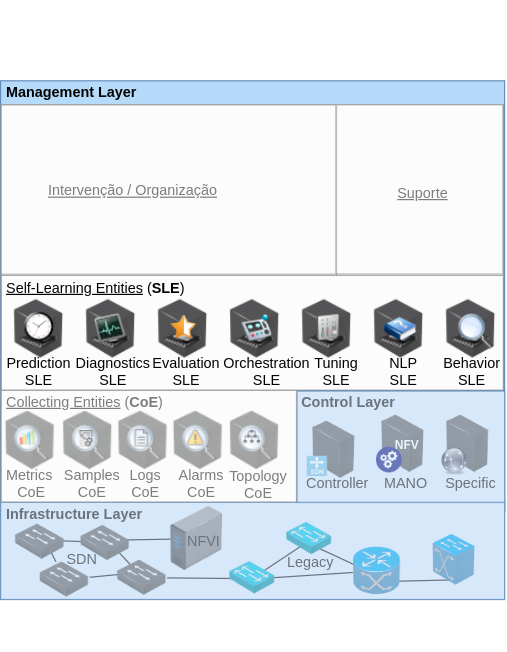 Management Layer
Intervenção / Organização
Suporte
Self-Learning Entities (SLE)
Prediction SLE
Diagnostics SLE
Evaluation SLE
Orchestration SLE
Tuning SLE
NLP SLE
Behavior SLE
Collecting Entities (CoE)
Metrics CoE
Samples CoE
Logs CoE
Alarms CoE
Topology CoE
Control Layer
SDN
Controller
NFV
MANO
Specific
Infrastructure Layer
SDN
NFVI
Legacy